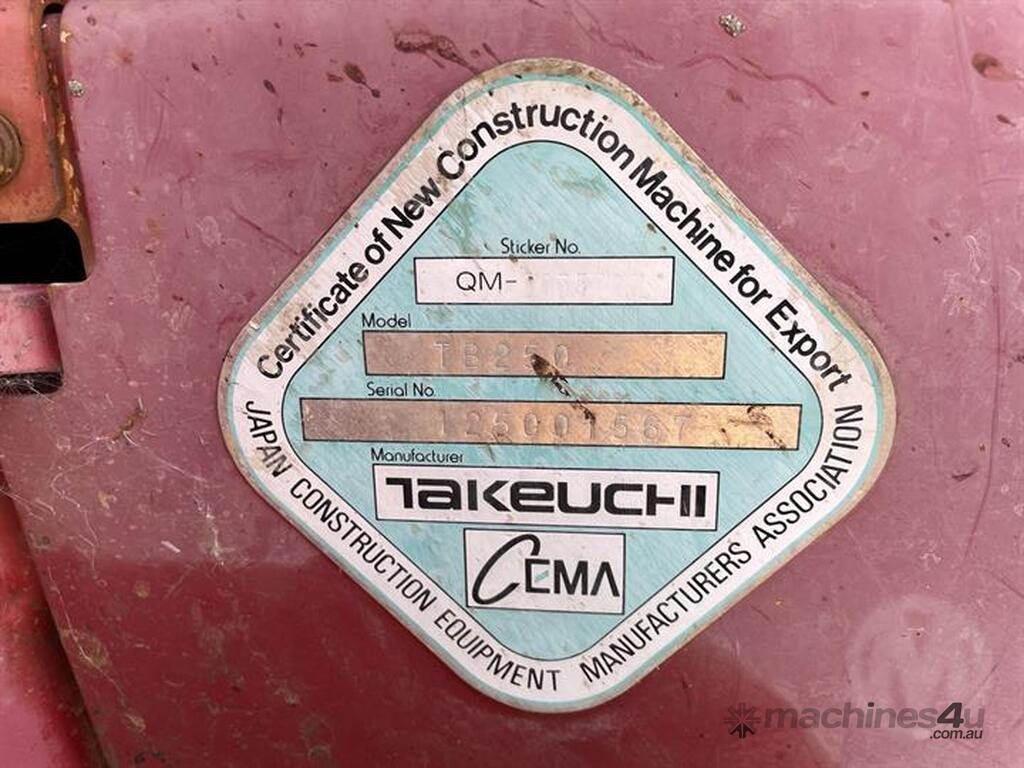 Certificate of New Construction Machine for Export
Sticker No.
QM-
Model
TB250
Serial No.
125001567
Manufacturer
TAKEUCHI
CEMA
JAPAN CONSTRUCTION EQUIPMENT MANUFACTURERS ASSOCIATION
machines4u
.com.au